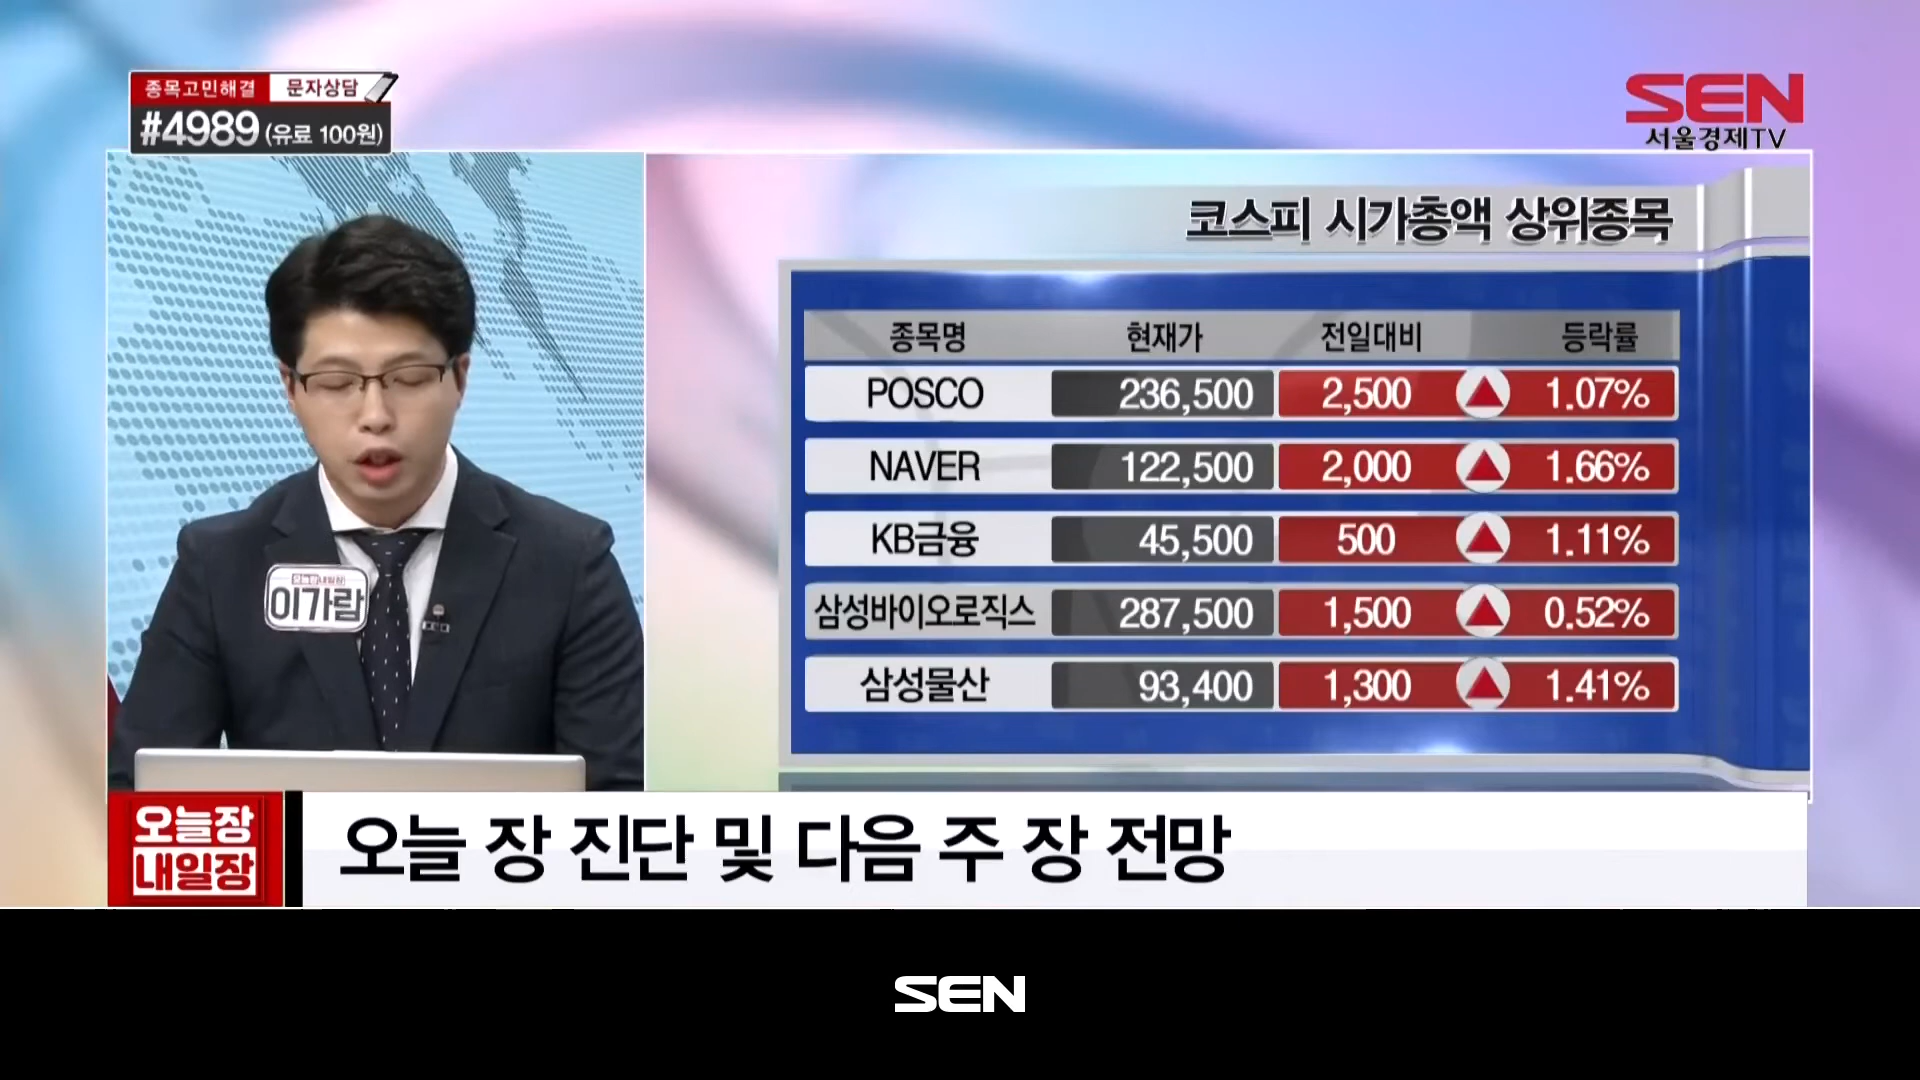 종목고민해결 문자상담
#4989 (유료 100원)
SEN
서울경제TV
코스피 시가총액 상위종목
종목명 현재가 전일대비 등락률
POSCO 236,500 2,500 ▲ 1.07%
NAVER 122,500 2,000 ▲ 1.66%
KB금융 45,500 500 ▲ 1.11%
삼성바이오로직스 287,500 1,500 ▲ 0.52%
삼성물산 93,400 1,300 ▲ 1.41%
오늘장내일장
이가람
오늘장
내일장
오늘 장 진단 및 다음 주 장 전망
SEN